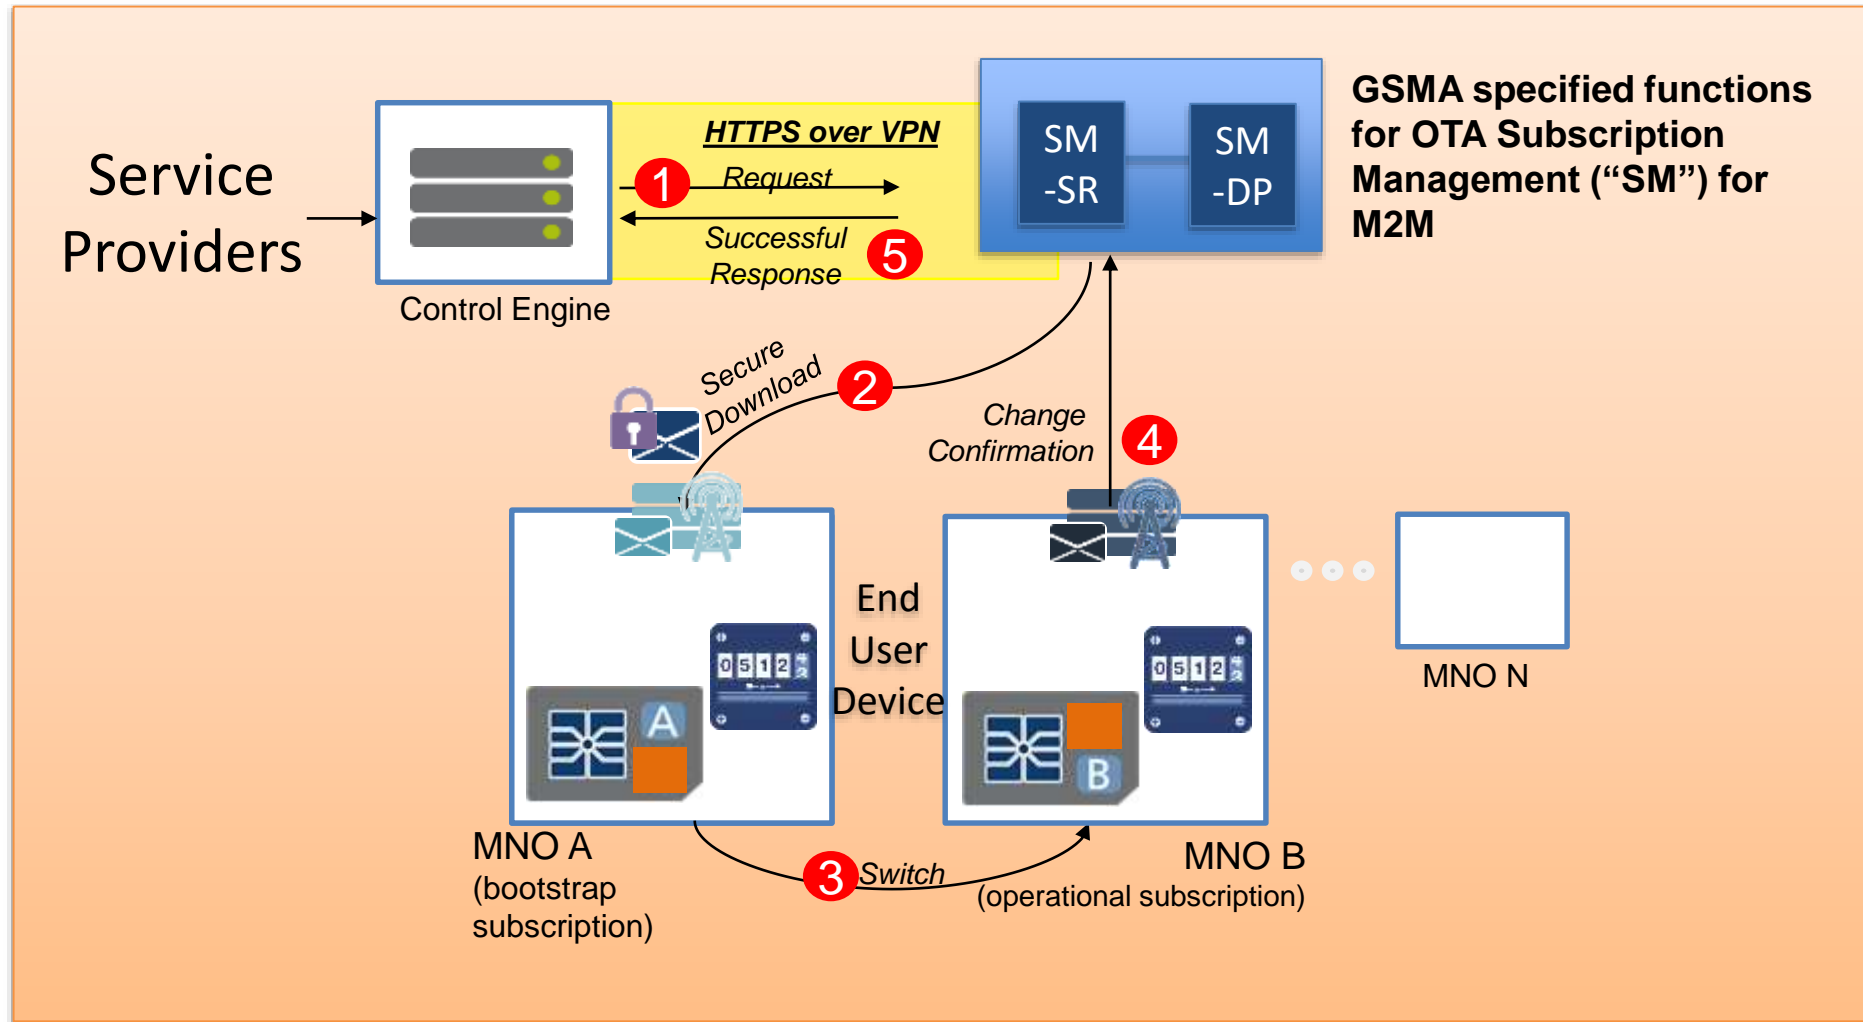 Service
Providers
Control Engine
HTTPS over VPN
1
Request
Successful
Response
5
SM
-SR
SM
-DP
GSMA specified functions
for OTA Subscription
Management (“SM”) for
M2M
Secure
Download
2
Change
Confirmation
4
End
User
Device
0512
A
0512
B
MNO A
(bootstrap
subscription)
3
Switch
MNO B
(operational subscription)
MNO N